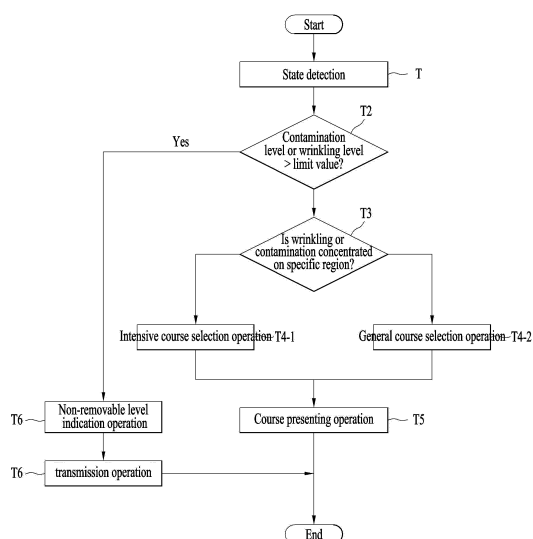 Start
State detection
T
T2
Contamination
level or wrinkling level
> limit value?
Yes
T3
Is wrinkling or
contamination concentrated
on specific region?
Intensive course selection operation
T4-1
General course selection operation
T4-2
T6
Non-removable level
indication operation
Course presenting operation
T5
T6
transmission operation
End